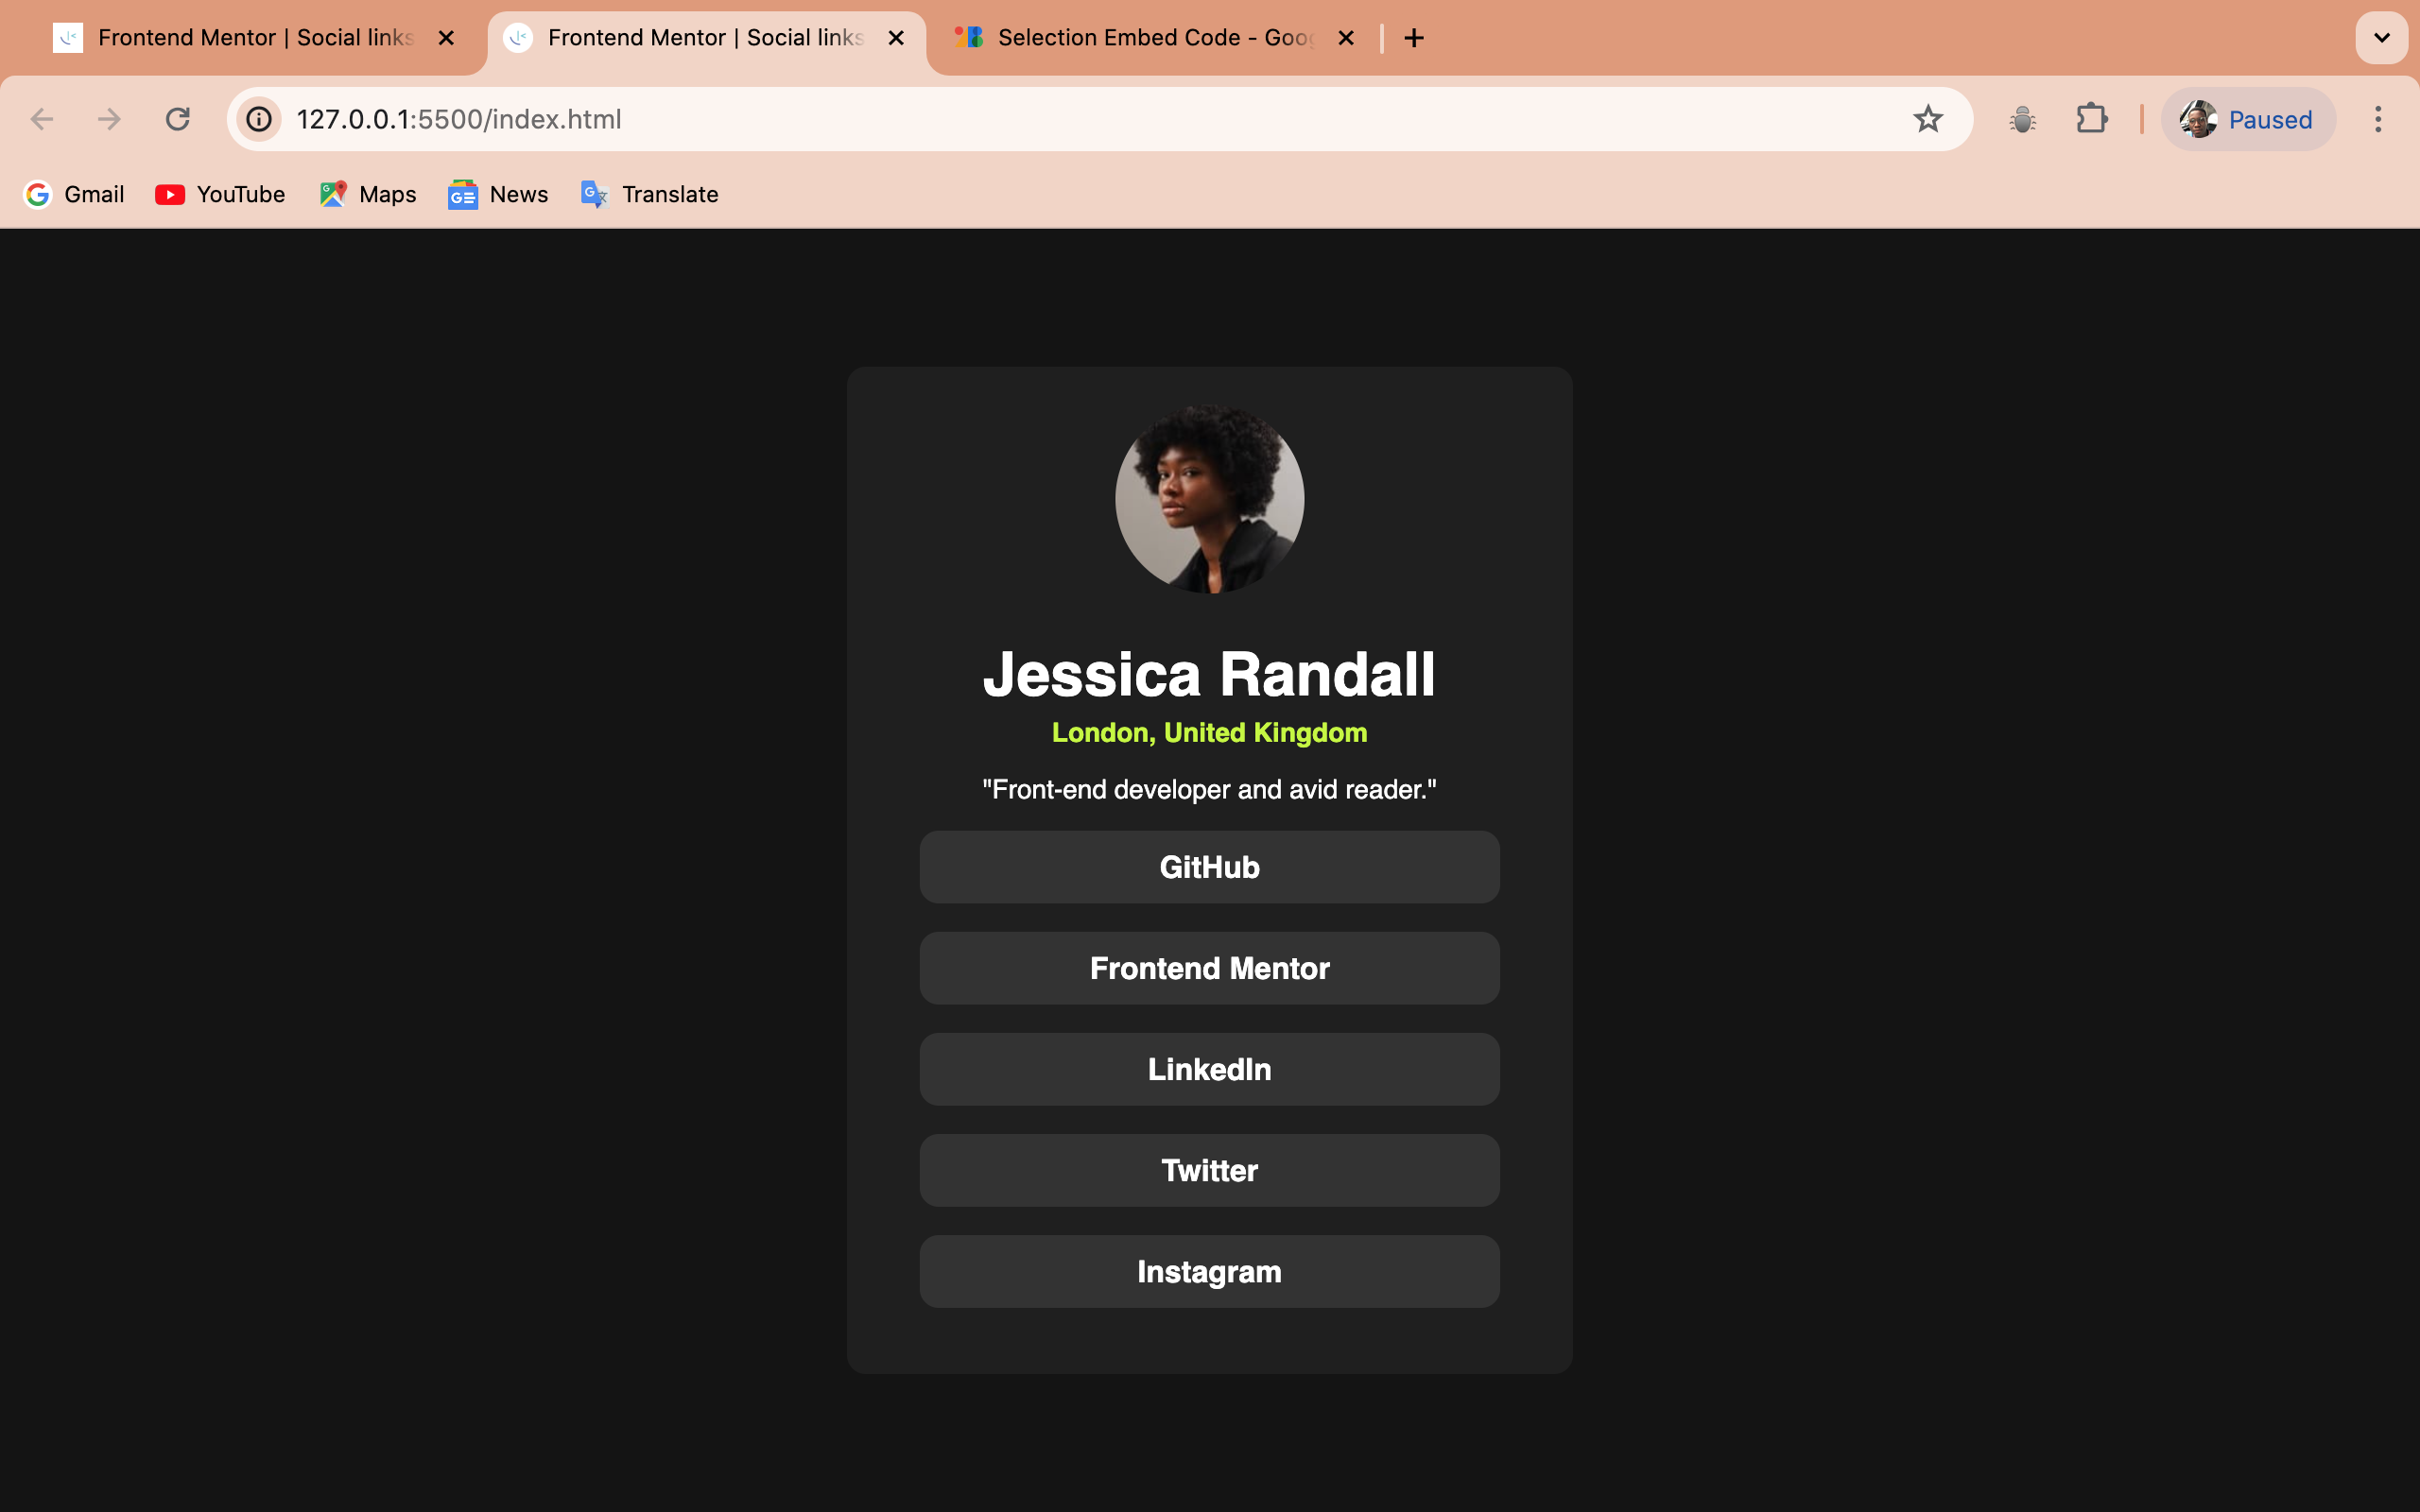 Frontend Mentor | Social links
Frontend Mentor | Social links
Selection Embed Code - Goog
127.0.0.1:5500/index.html
Paused
Gmail
YouTube
Maps
News
Translate
Jessica Randall
London, United Kingdom
"Front-end developer and avid reader."
GitHub
Frontend Mentor
LinkedIn
Twitter
Instagram